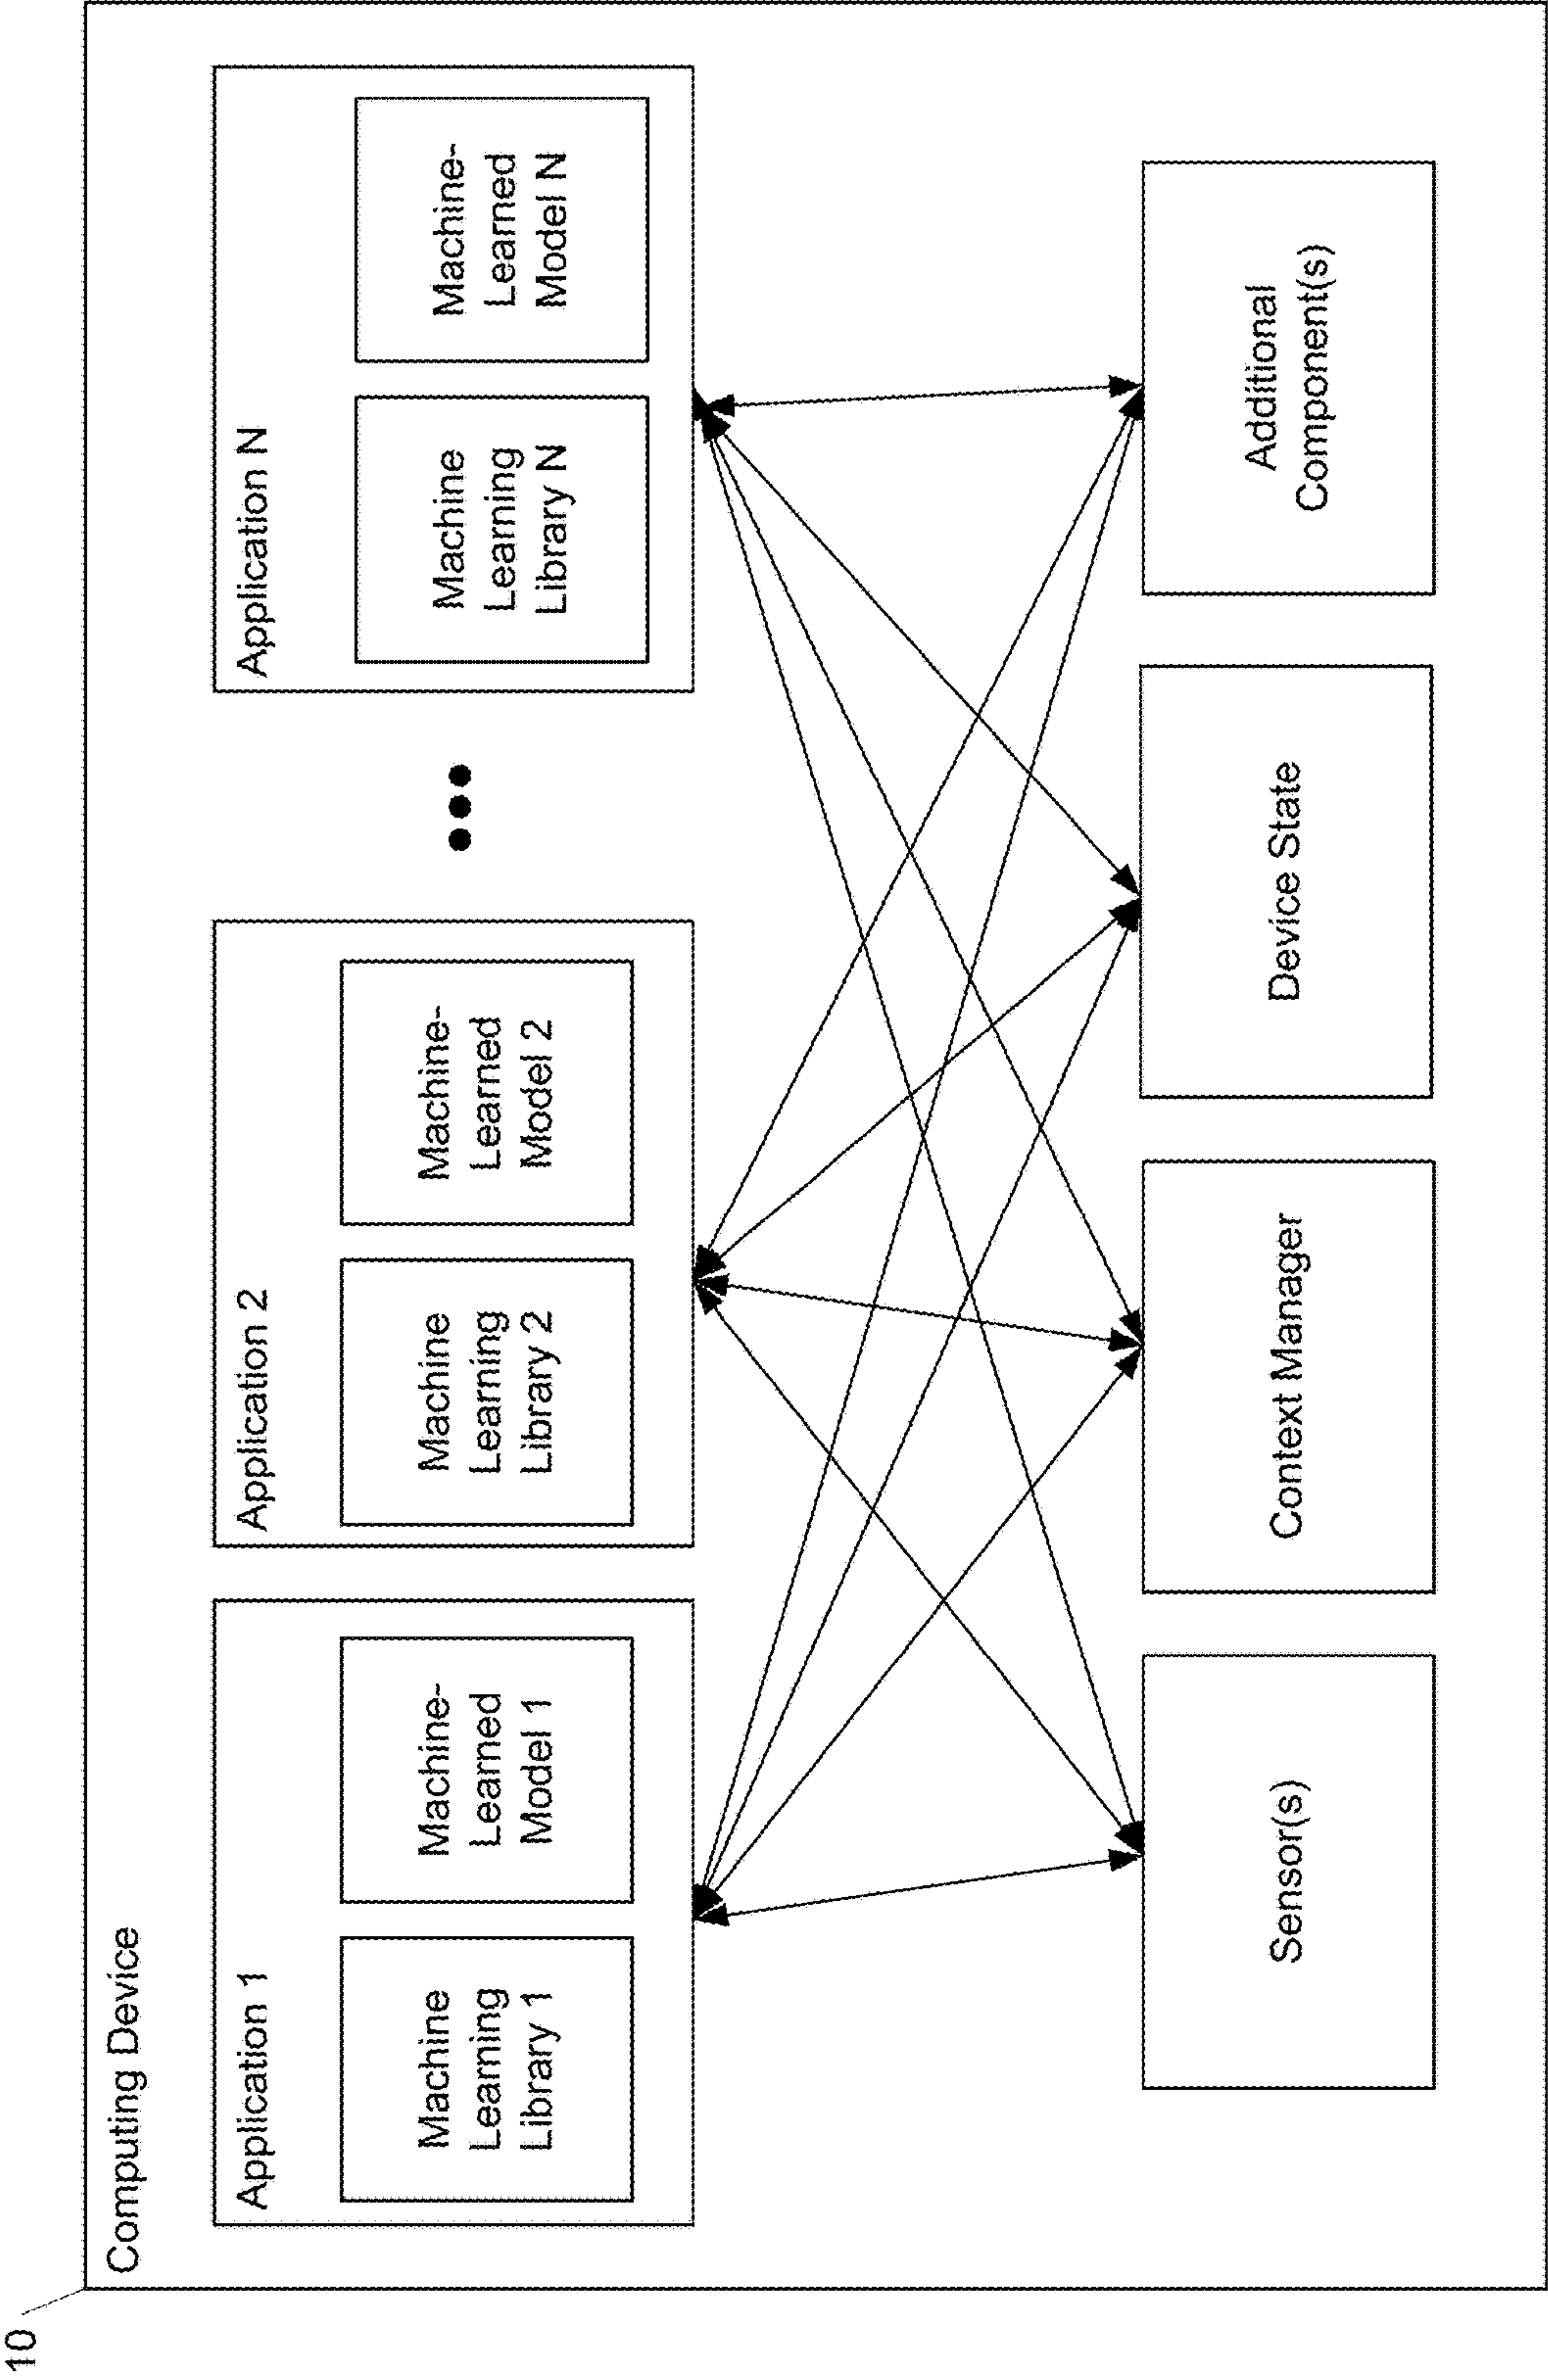 10
Computing Device
Application 1
Machine
Learning
Library 1
Machine-
Learned
Model 1
Application 2
Machine
Learning
Library 2
Machine-
Learned
Model 2
Application N
Machine
Learning
Library N
Machine-
Learned
Model N
Sensor(s)
Context Manager
Device State
Additional
Component(s)